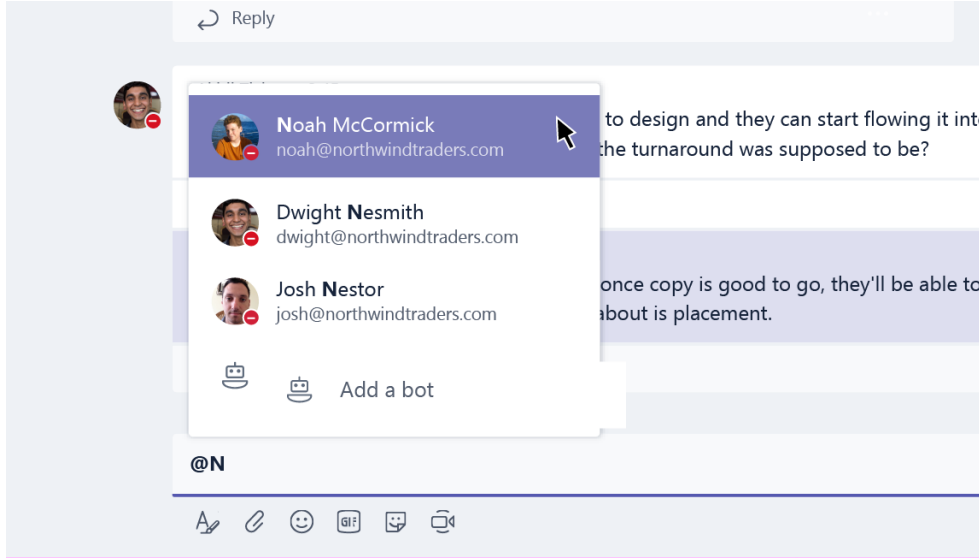 Reply
to design and they can start flowing it
the turnaround was supposed to be?
Noah McCormick
noah@northwindtraders.com
Dwight Nesmith
dwight@northwindtraders.com
Josh Nestor
josh@northwindtraders.com
once copy is good to go, they'll be able to
about is placement.
Add a bot
@N
GIF